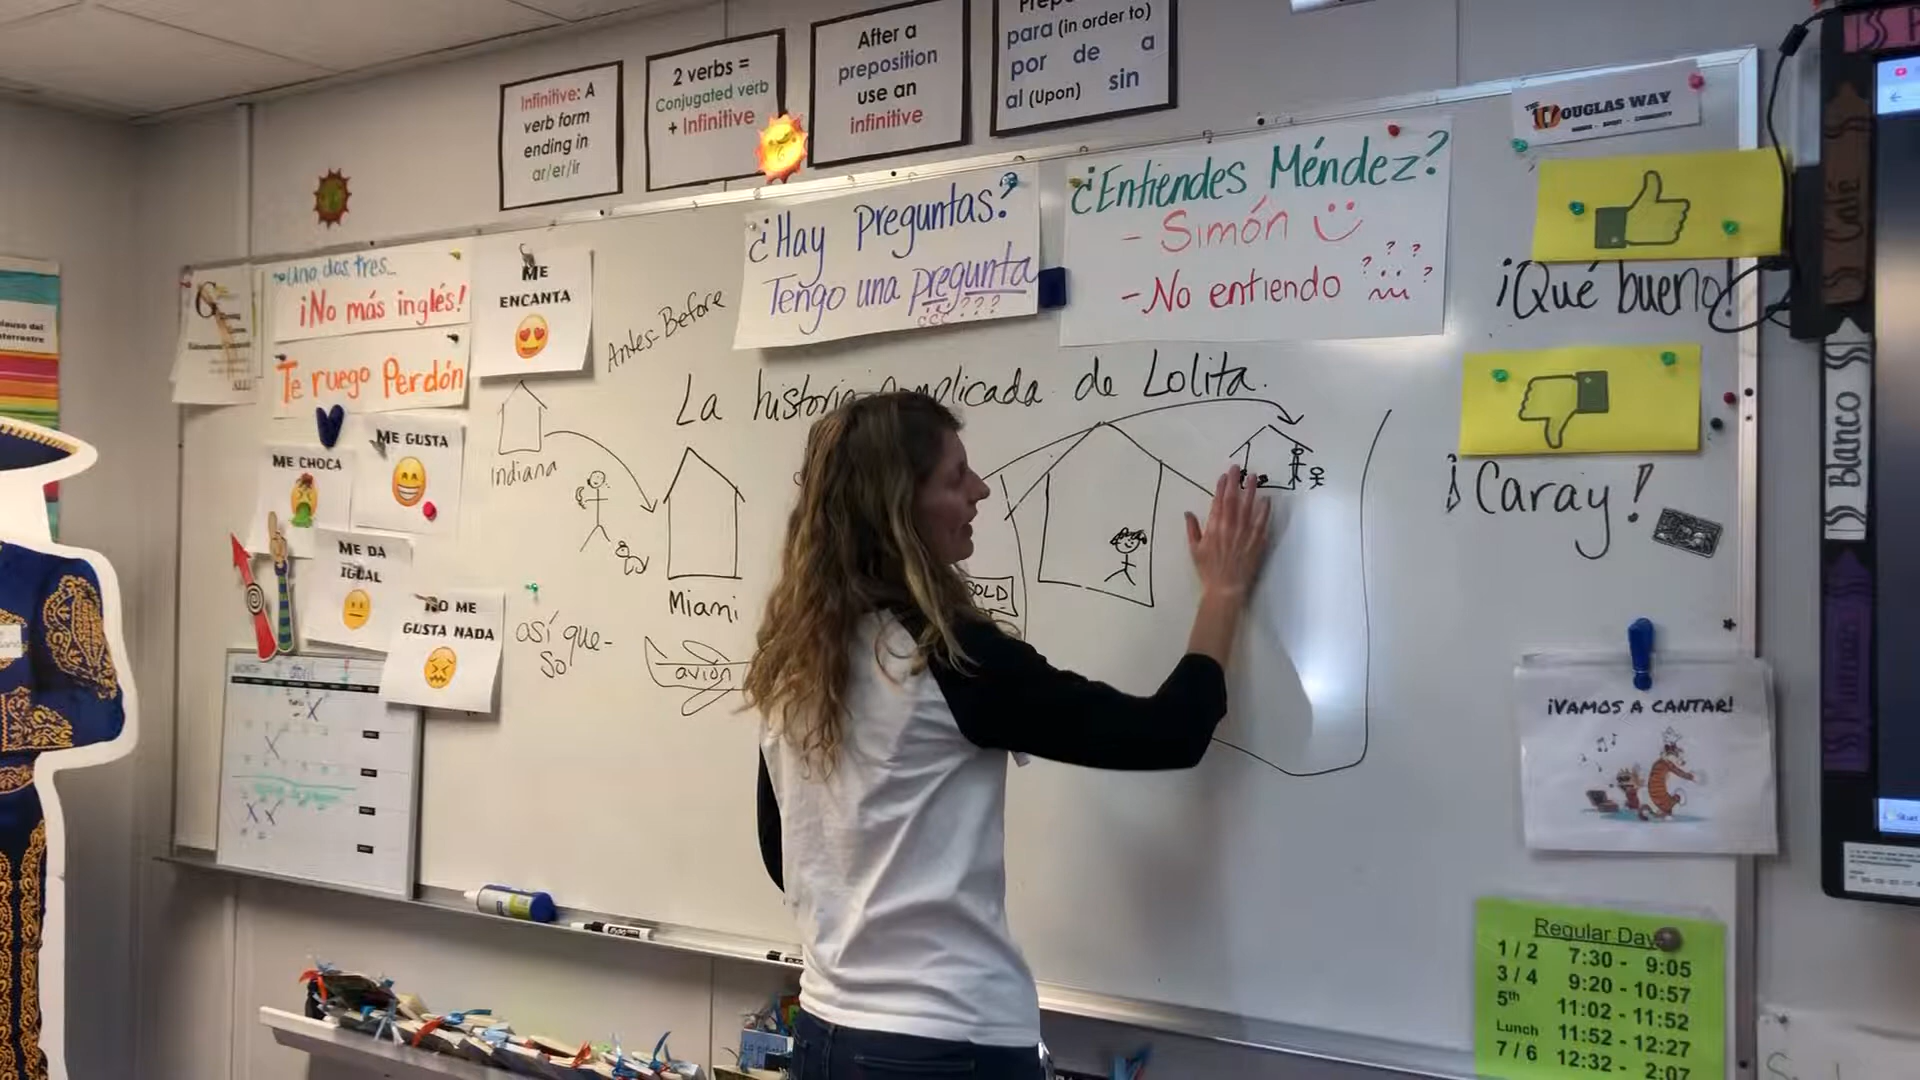 Infinitive: A
verb form
ending in
ar/er/ir
2 verbs =
Conjugated verb
+ Infinitive
After a
preposition
use an
infinitive
para (in order to)
por de a
al (Upon) sin
THE DOUGLAS WAY
Uno, dos, tres...
¡No más inglés!
Te ruego Perdón
ME
ENCANTA
Antes-Before
¿Hay Preguntas?
Tengo una pregunta
¿¿¿???
¿Entiendes Méndez?
- Simón
- No entiendo ? ? ? ? ?
¡Qué bueno!
¡Caray!
La historia complicada de Lolita.
ME CHOCA
ME GUSTA
ME DA
IGUAL
NO ME
GUSTA NADA
Indiana
Miami
SOLD
así que-
so
avión
MONTH abril
¡VAMOS A CANTAR!
Regular Day
1 / 2 7:30 - 9:05
3 / 4 9:20 - 10:57
5th 11:02 - 11:52
Lunch 11:52 - 12:27
7 / 6 12:32 - 2:07
Café
Blanco